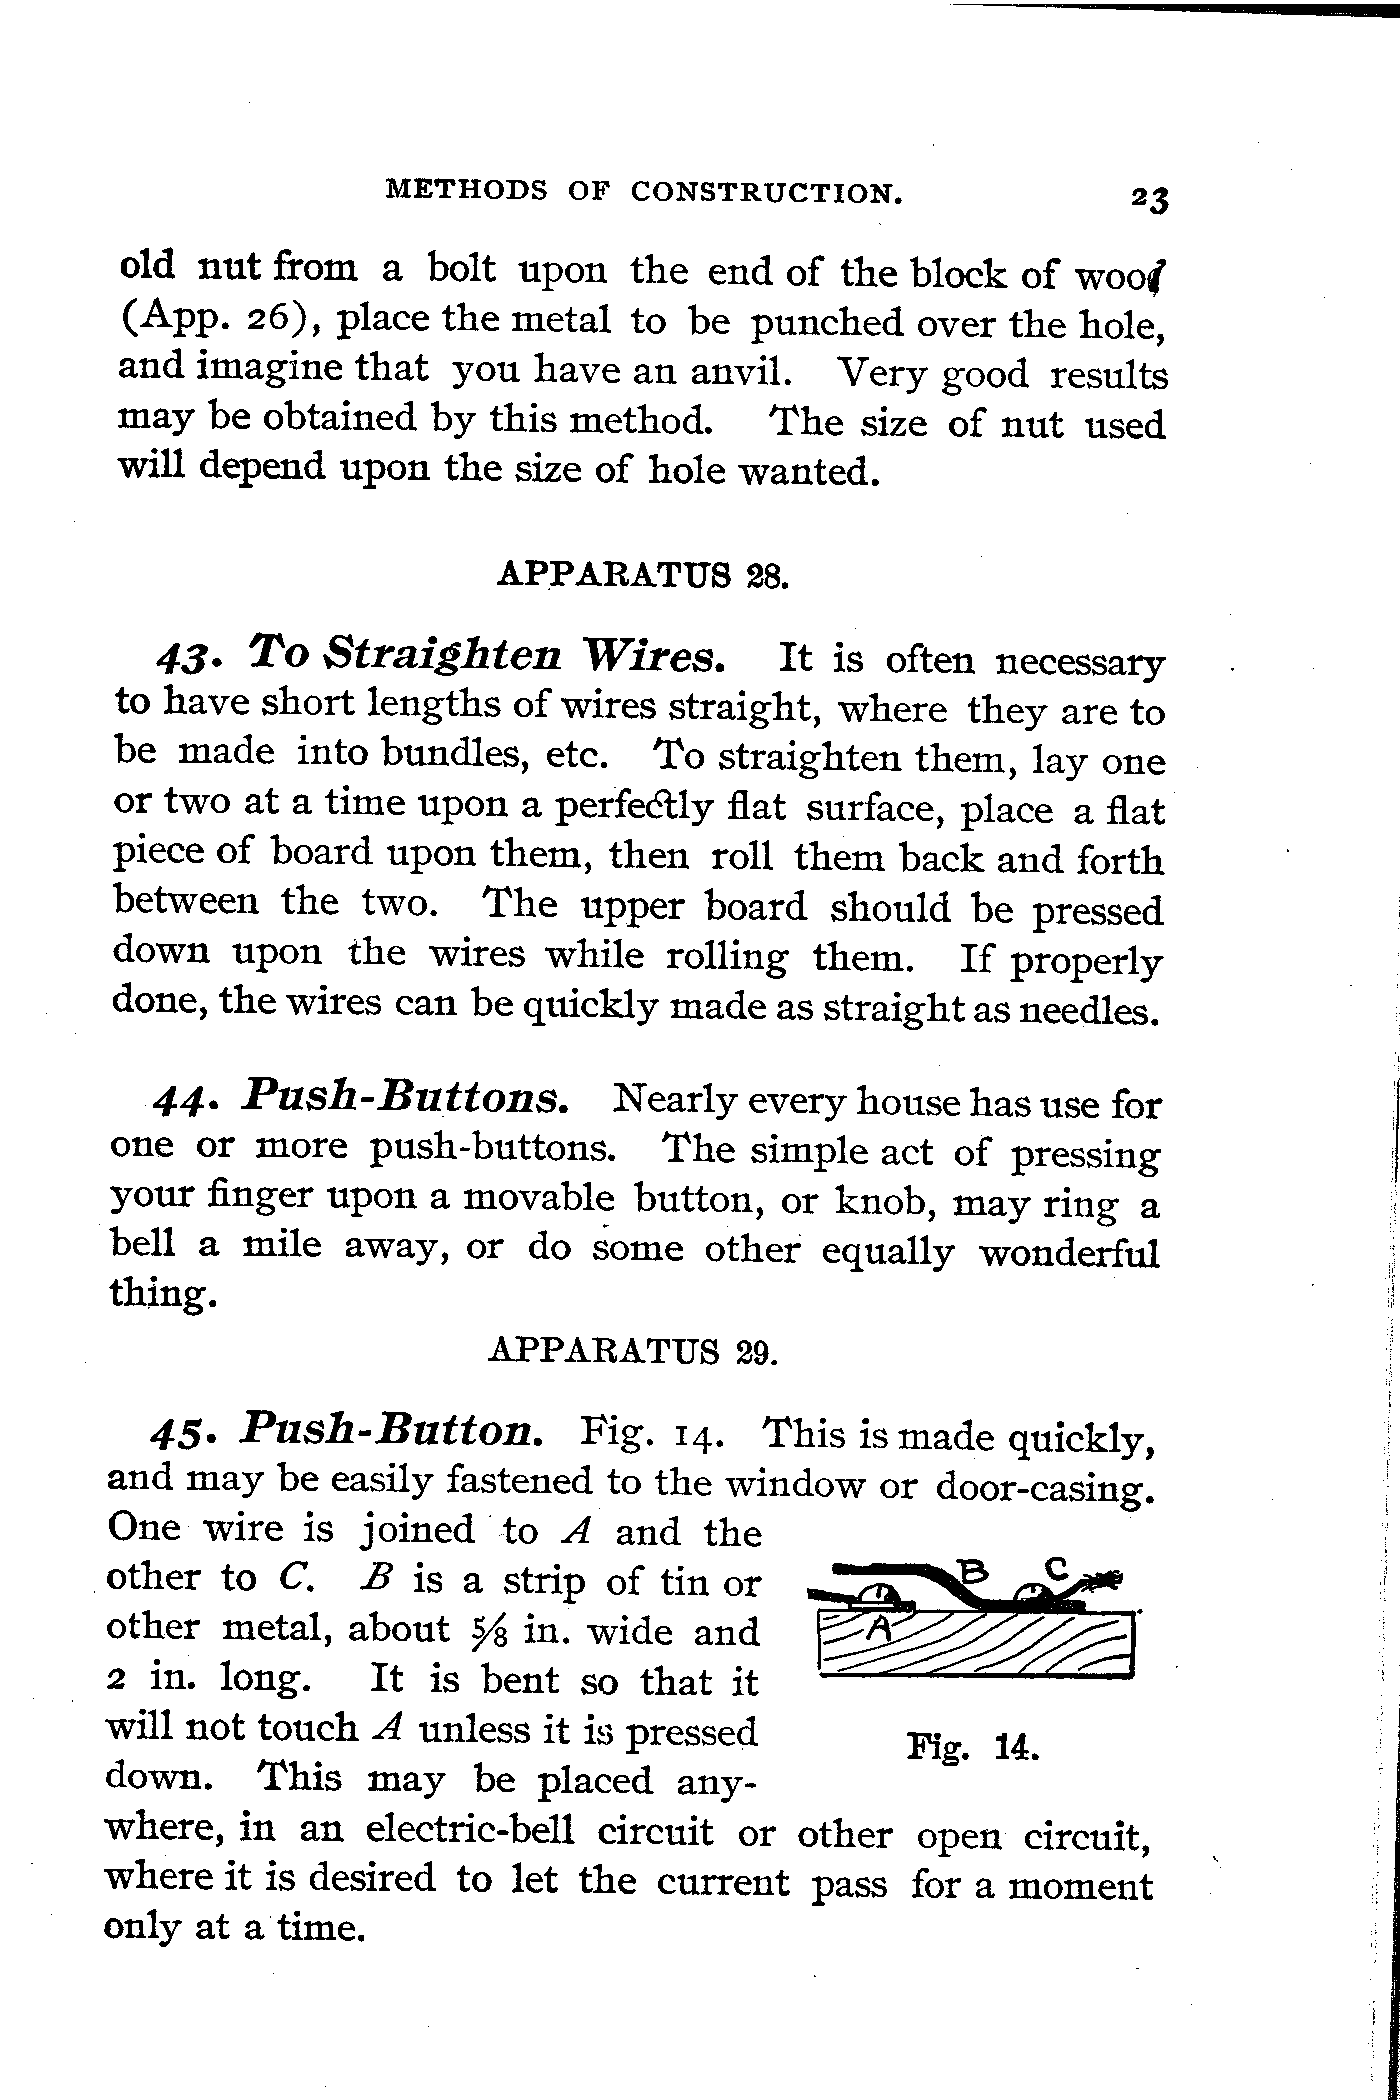 METHODS OF CONSTRUCTION. 23
old nut from a bolt upon the end of the block of wood
(App. 26), place the metal to be punched over the hole,
and imagine that you have an anvil. Very good results
may be obtained by this method. The size of nut used
will depend upon the size of hole wanted.
APPARATUS 28.
43. To Straighten Wires. It is often necessary
to have short lengths of wires straight, where they are to
be made into bundles, etc. To straighten them, lay one
or two at a time upon a perfectly flat surface, place a flat
piece of board upon them, then roll them back and forth
between the two. The upper board should be pressed
down upon the wires while rolling them. If properly
done, the wires can be quickly made as straight as needles.
44. Push-Buttons. Nearly every house has use for
one or more push-buttons. The simple act of pressing
your finger upon a movable button, or knob, may ring a
bell a mile away, or do some other equally wonderful
thing.
APPARATUS 29.
45. Push-Button. Fig. 14. This is made quickly,
and may be easily fastened to the window or door-casing.
One wire is joined to A and the
other to C. B is a strip of tin or
other metal, about 5/8 in. wide and
2 in. long. It is bent so that it
will not touch A unless it is pressed
down. This may be placed any-
where, in an electric-bell circuit or other open circuit,
where it is desired to let the current pass for a moment
only at a time.
B C
A
Fig. 14.